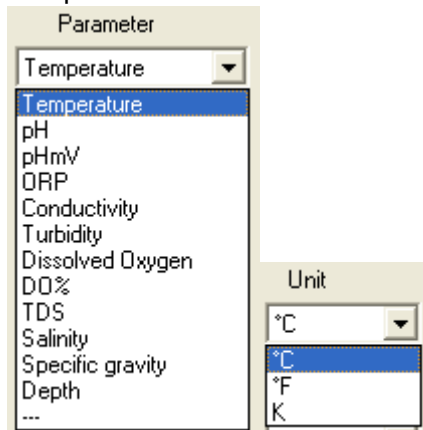 Parameter
Temperature
Temperature
pH
pHmV
ORP
Conductivity
Turbidity
Dissolved Oxygen
DO%
TDS
Salinity
Specific gravity
Depth
---
Unit
°C
°C
°F
K